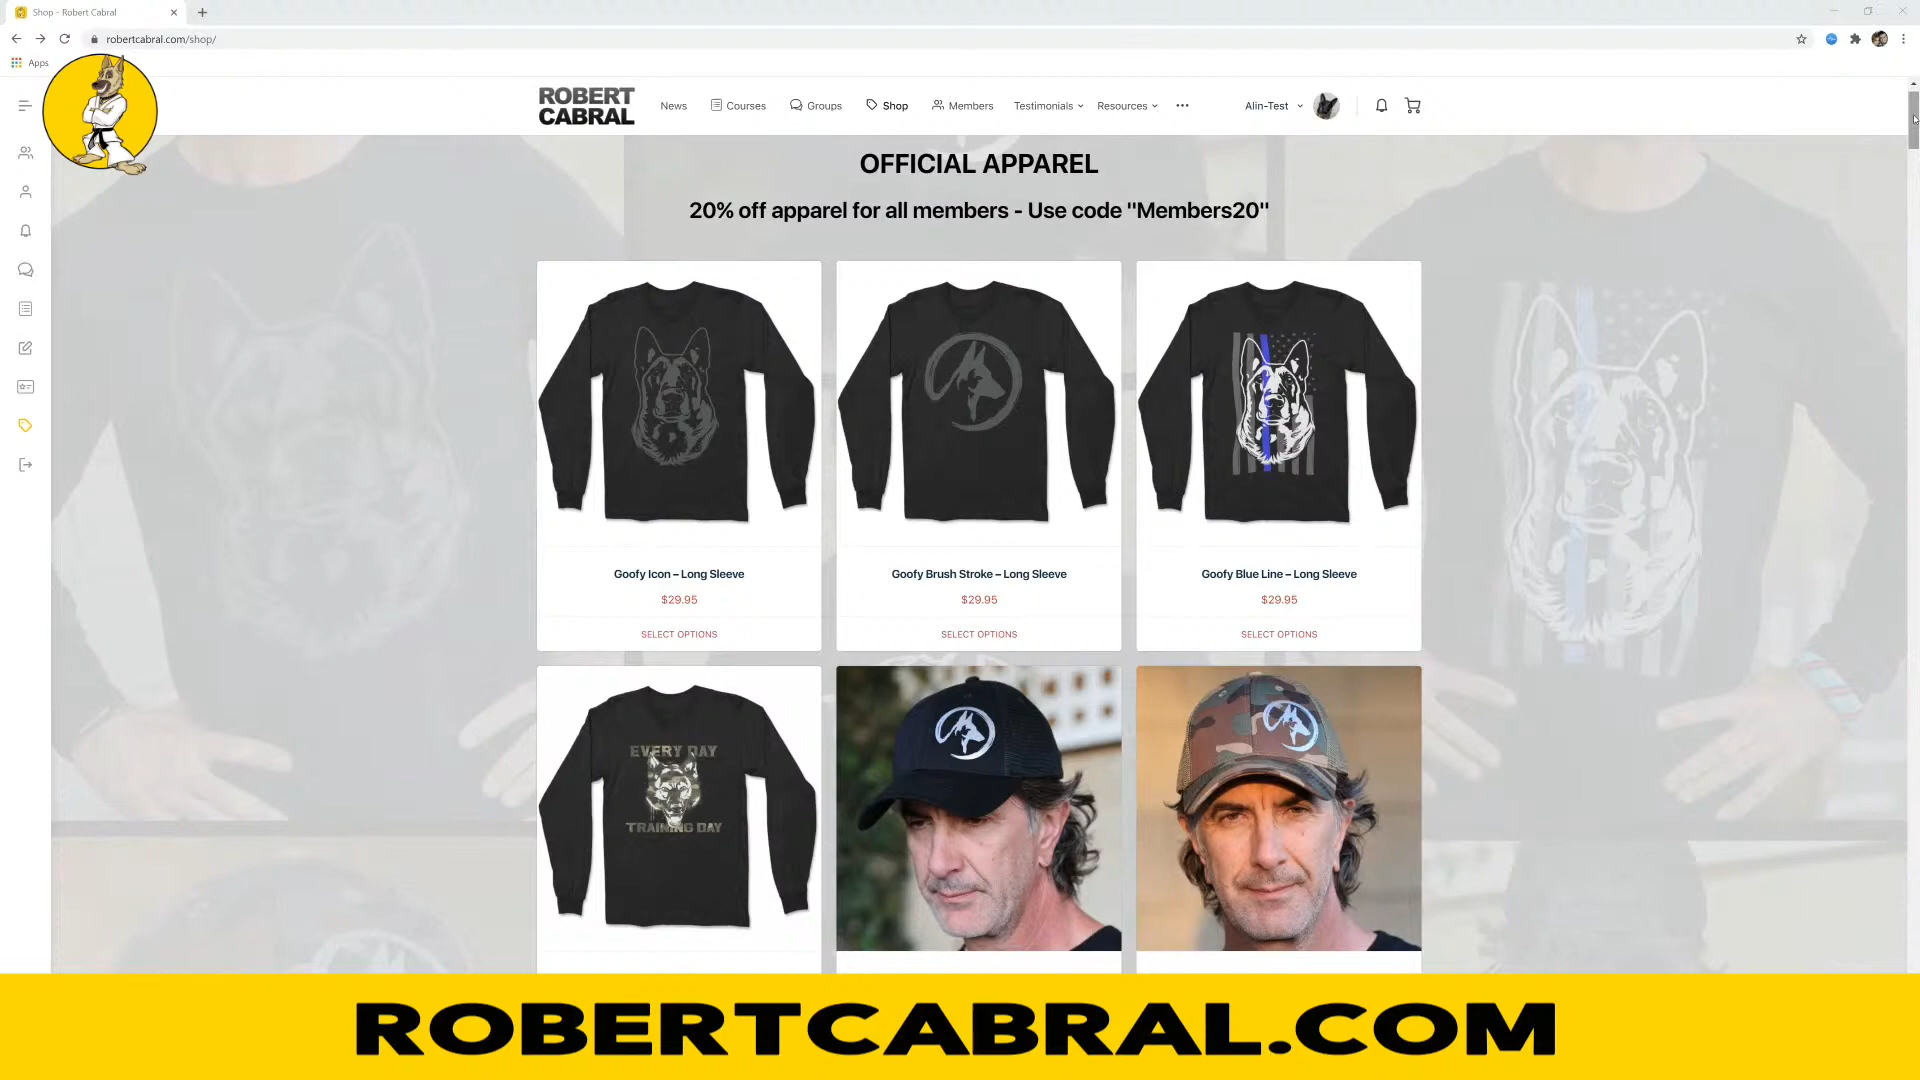 Shop - Robert Cabral
robertcabral.com/shop/
Apps
ROBERT
CABRAL
News
Courses
Groups
Shop
Members
Testimonials
Resources
Alin-Test
OFFICIAL APPAREL
20% off apparel for all members - Use code "Members20"
Goofy Icon – Long Sleeve
$29.95
SELECT OPTIONS
Goofy Brush Stroke – Long Sleeve
$29.95
SELECT OPTIONS
Goofy Blue Line – Long Sleeve
$29.95
SELECT OPTIONS
EVERY DAY
TRAINING DAY
ROBERTCABRAL.COM